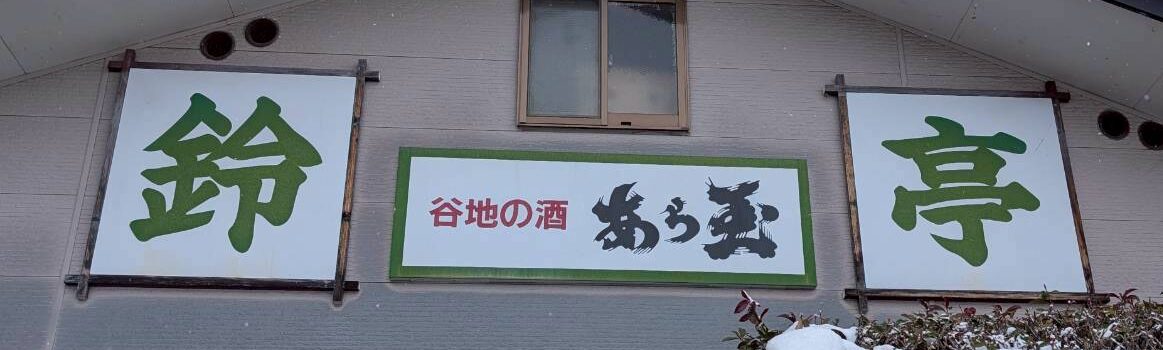 鈴
谷地の酒 あら玉
亭